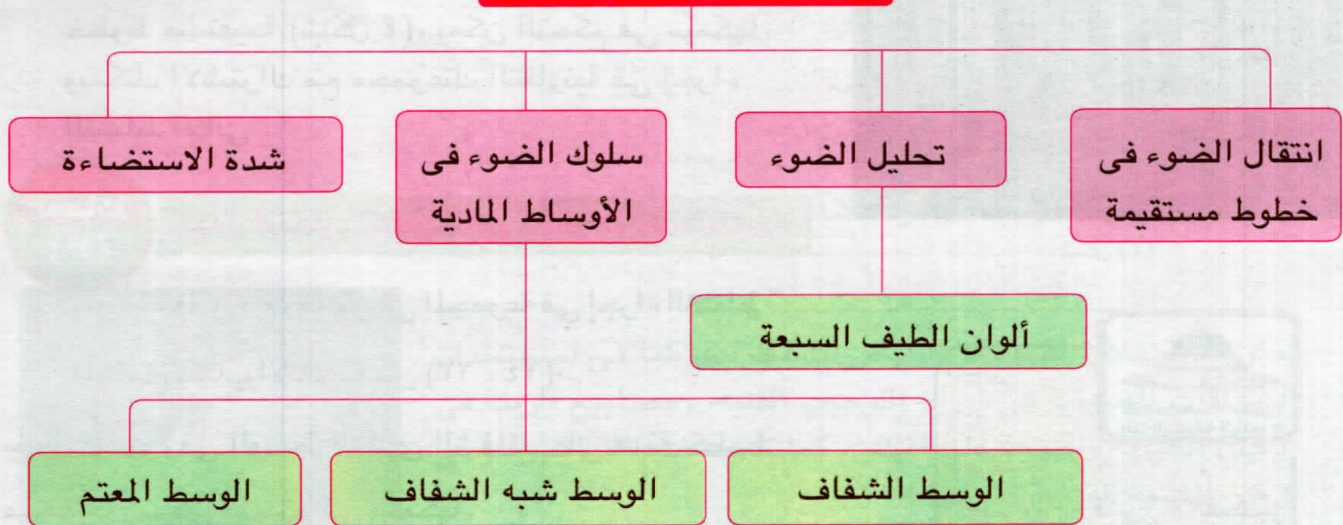 انتقال الضوء فى
خطوط مستقيمة
تحليل الضوء
سلوك الضوء فى
الأوساط المادية
شدة الاستضاءة
ألوان الطيف السبعة
الوسط الشفاف
الوسط شبه الشفاف
الوسط المعتم